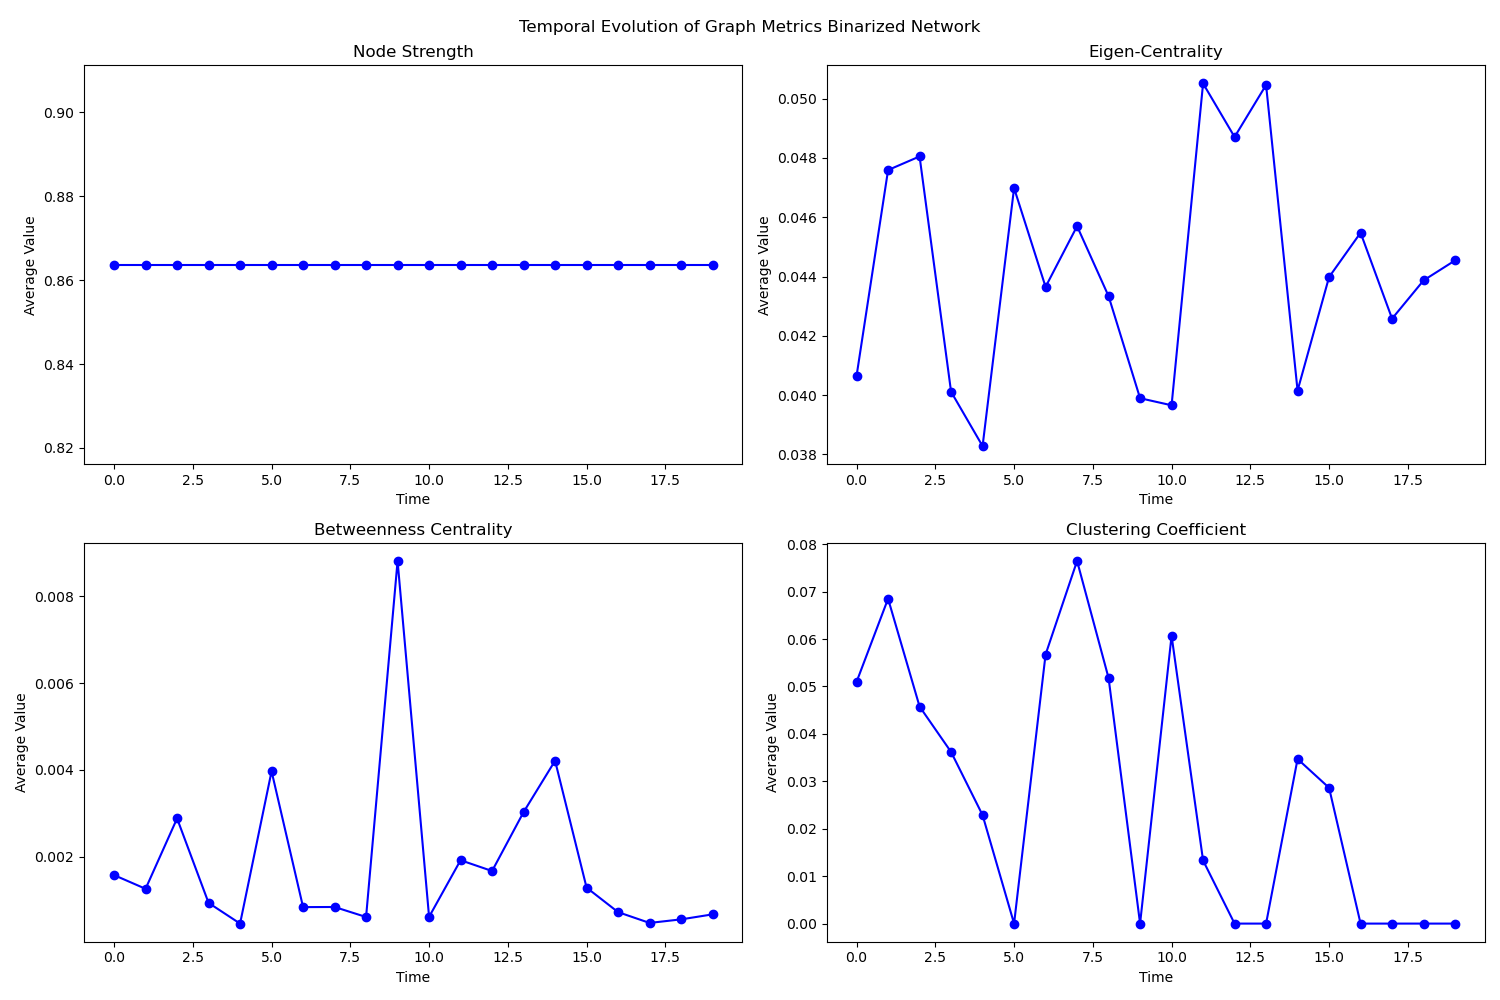 Temporal Evolution of Graph Metrics Binarized Network
Node Strength
Average Value
0.90
0.88
0.86
0.84
0.82
0.0 2.5 5.0 7.5 10.0 12.5 15.0 17.5
Time
Eigen-Centrality
Average Value
0.050
0.048
0.046
0.044
0.042
0.040
0.038
0.0 2.5 5.0 7.5 10.0 12.5 15.0 17.5
Time
Betweenness Centrality
Average Value
0.008
0.006
0.004
0.002
0.0 2.5 5.0 7.5 10.0 12.5 15.0 17.5
Time
Clustering Coefficient
Average Value
0.08
0.07
0.06
0.05
0.04
0.03
0.02
0.01
0.00
0.0 2.5 5.0 7.5 10.0 12.5 15.0 17.5
Time